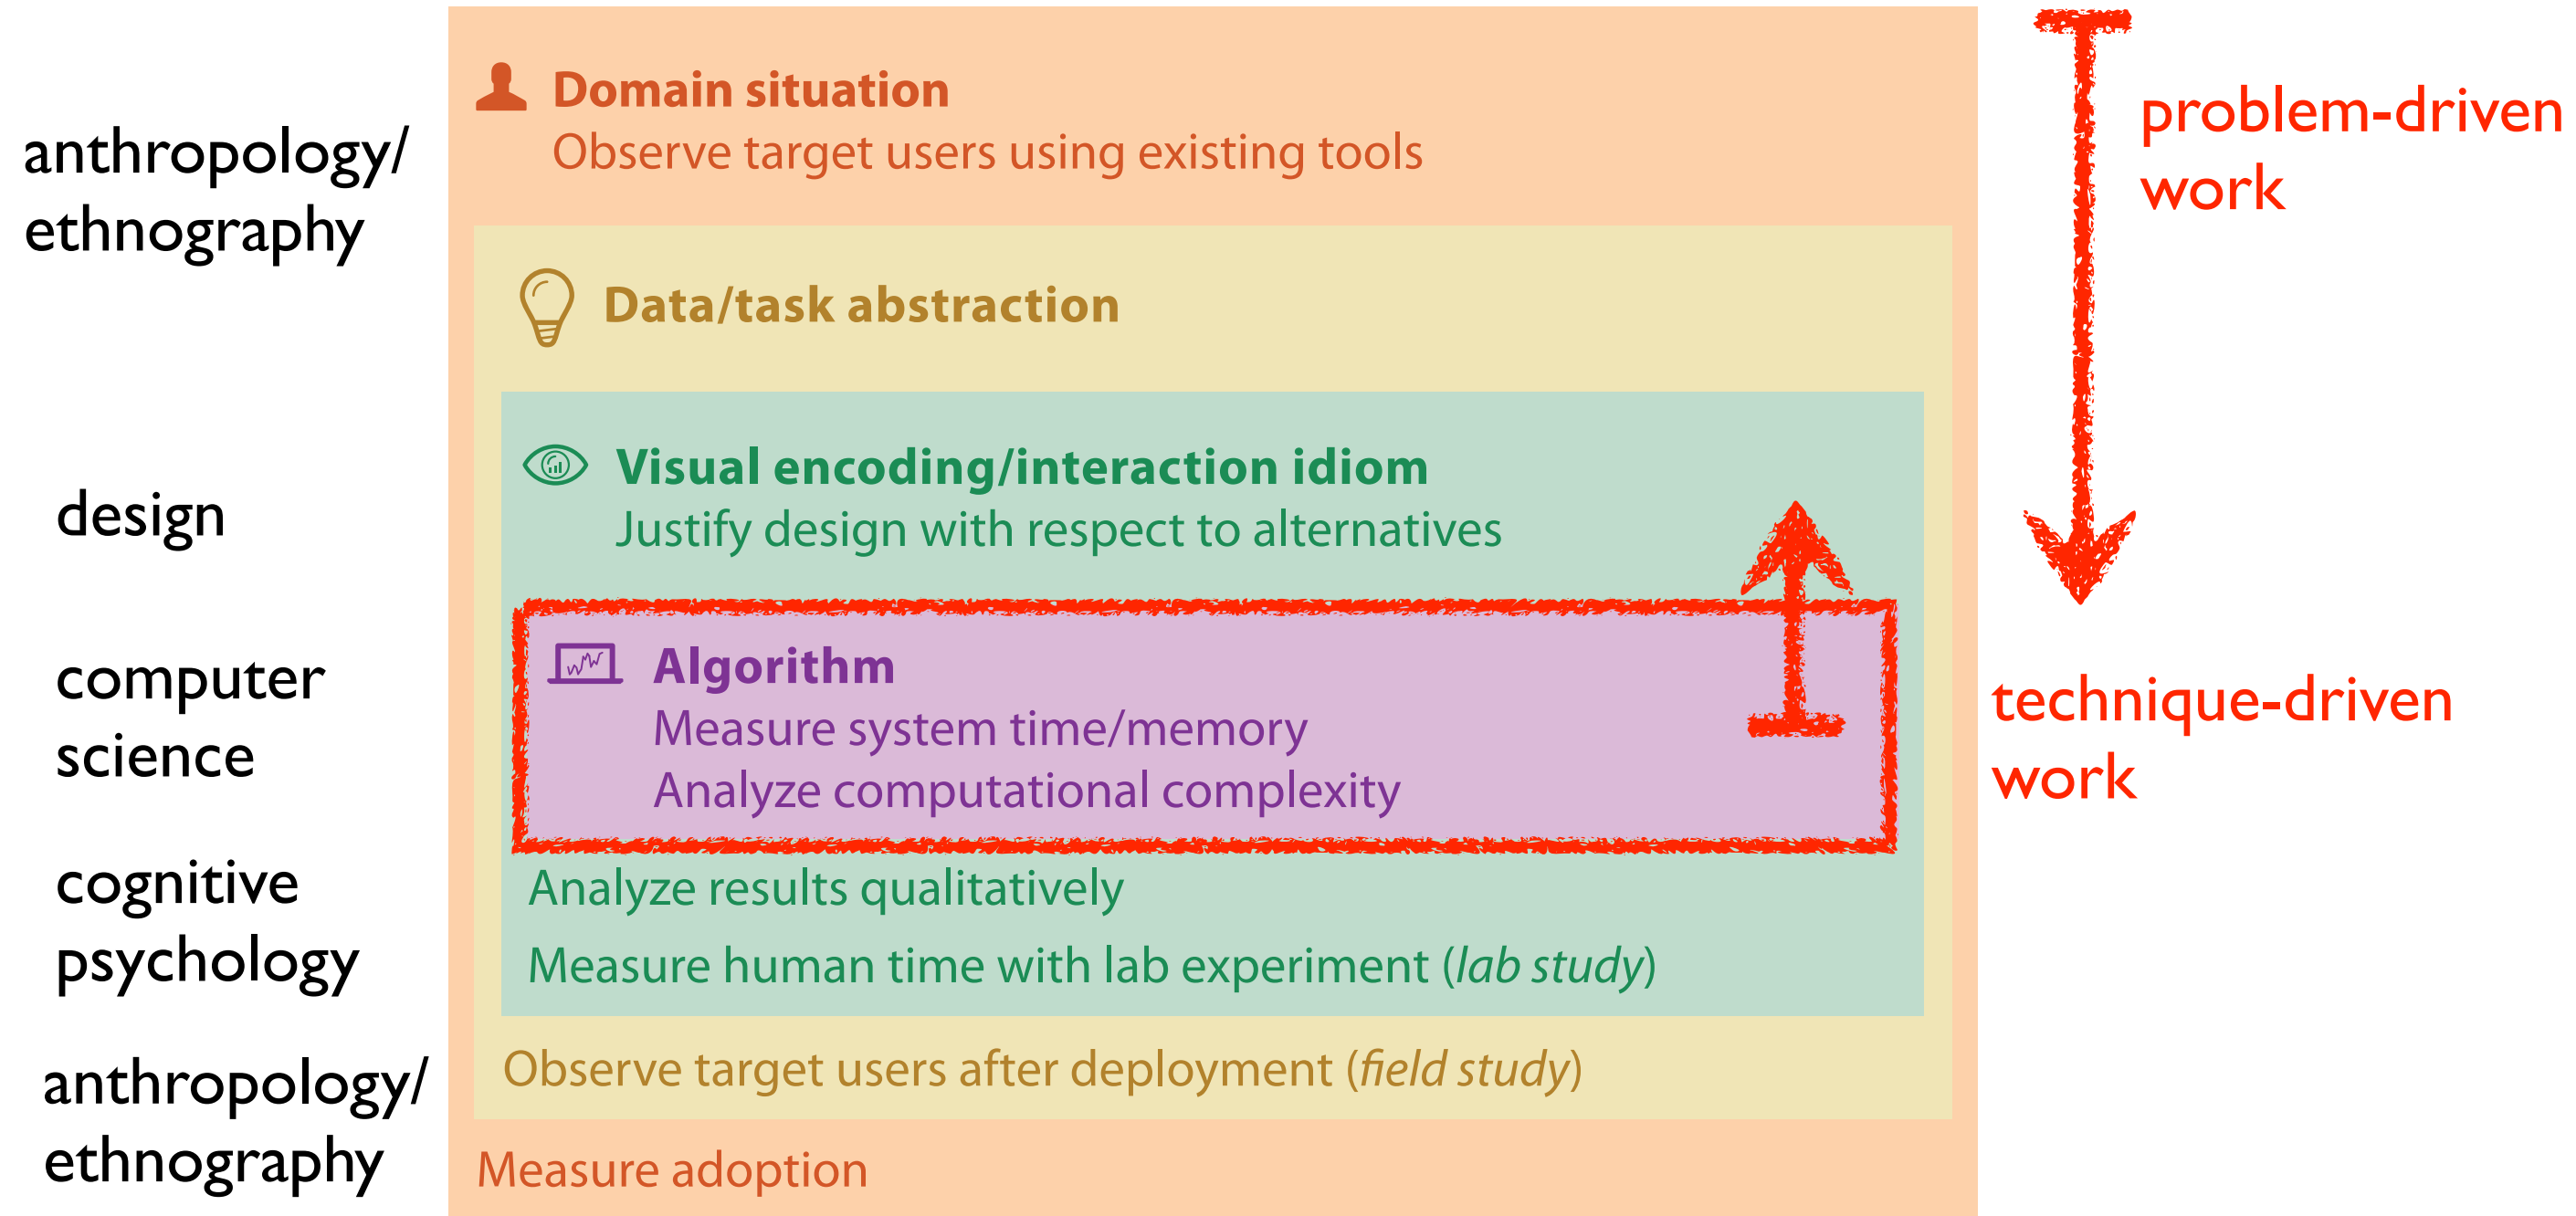 anthropology/
ethnography
design
computer
science
cognitive
psychology
anthropology/
ethnography
Domain situation
Observe target users using existing tools
Data/task abstraction
Visual encoding/interaction idiom
Justify design with respect to alternatives
Algorithm
Measure system time/memory
Analyze computational complexity
Analyze results qualitatively
Measure human time with lab experiment (lab study)
Observe target users after deployment (field study)
Measure adoption
problem-driven
work
technique-driven
work